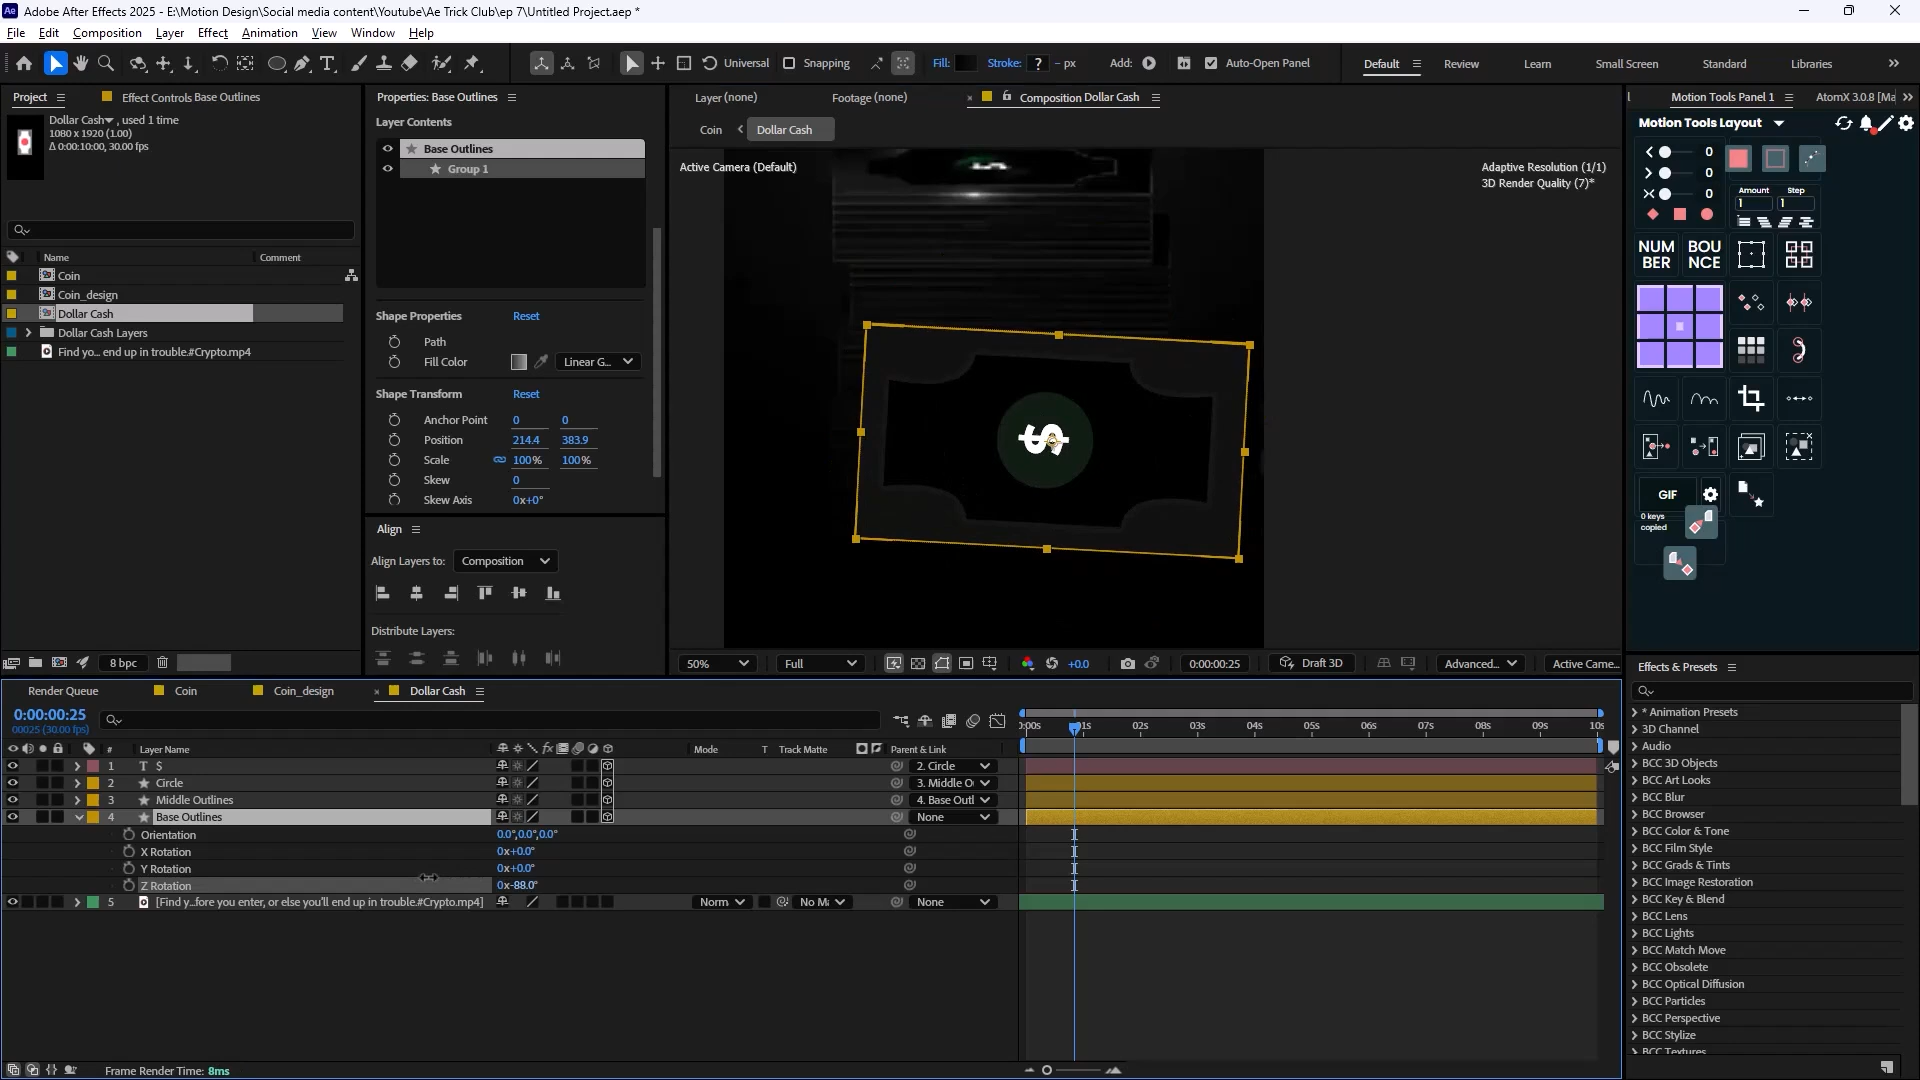 Adobe After Effects 2025 - E:\Motion Design\Social media content\Youtube\Ae Trick Club\ep 7\Untitled Project.aep *
File Edit Composition Layer Effect Animation View Window Help
Universal Snapping Fill: Stroke: ? - px Add: Auto-Open Panel Default Review Learn Small Screen Standard Libraries
Project Effect Controls Base Outlines
Dollar Cash , used 1 time
1080 x 1920 (1.00)
Δ 0:00:10:00, 30.00 fps
Name Comment
Coin
Coin_design
Dollar Cash
Dollar Cash Layers
Find yo... end up in trouble.#Crypto.mp4
8 bpc
Properties: Base Outlines
Layer Contents
Base Outlines
Group 1
Shape Properties Reset
Path
Fill Color Linear G...
Shape Transform Reset
Anchor Point 0 0
Position 214.4 383.9
Scale 100% 100%
Skew 0
Skew Axis 0x+0°
Align
Align Layers to: Composition
Distribute Layers:
Layer (none) Footage (none) Composition Dollar Cash
Coin Dollar Cash
Active Camera (Default)
Adaptive Resolution (1/1)
3D Render Quality (7)*
$
$
50% Full +0.0 0:00:00:25 Draft 3D Advanced... Active Came...
Motion Tools Panel 1 AtomX 3.0.8 [Ma
Motion Tools Layout
0
0
0
Amount Step
1 1
NUM
BER
BOU
NCE
GIF
0 keys
copied
Effects & Presets
* Animation Presets
3D Channel
Audio
BCC 3D Objects
BCC Art Looks
BCC Blur
BCC Browser
BCC Color & Tone
BCC Film Style
BCC Grads & Tints
BCC Image Restoration
BCC Key & Blend
BCC Lens
BCC Lights
BCC Match Move
BCC Obsolete
BCC Optical Diffusion
BCC Particles
BCC Perspective
BCC Stylize
BCC Textures
Render Queue Coin Coin_design Dollar Cash
0:00:00:25
00025 (30.00 fps)
:00s 01s 02s 03s 04s 05s 06s 07s 08s 09s 10s
# Layer Name Mode T Track Matte Parent & Link
1 T $ 2. Circle
2 Circle 3. Middle O
3 Middle Outlines 4. Base Outl
4 Base Outlines None
Orientation 0.0°,0.0°,0.0°
X Rotation 0x+0.0°
Y Rotation 0x+0.0°
Z Rotation 0x-88.0°
5 [Find y...fore you enter, or else you'll end up in trouble.#Crypto.mp4] Norm No Ma None
Frame Render Time: 8ms